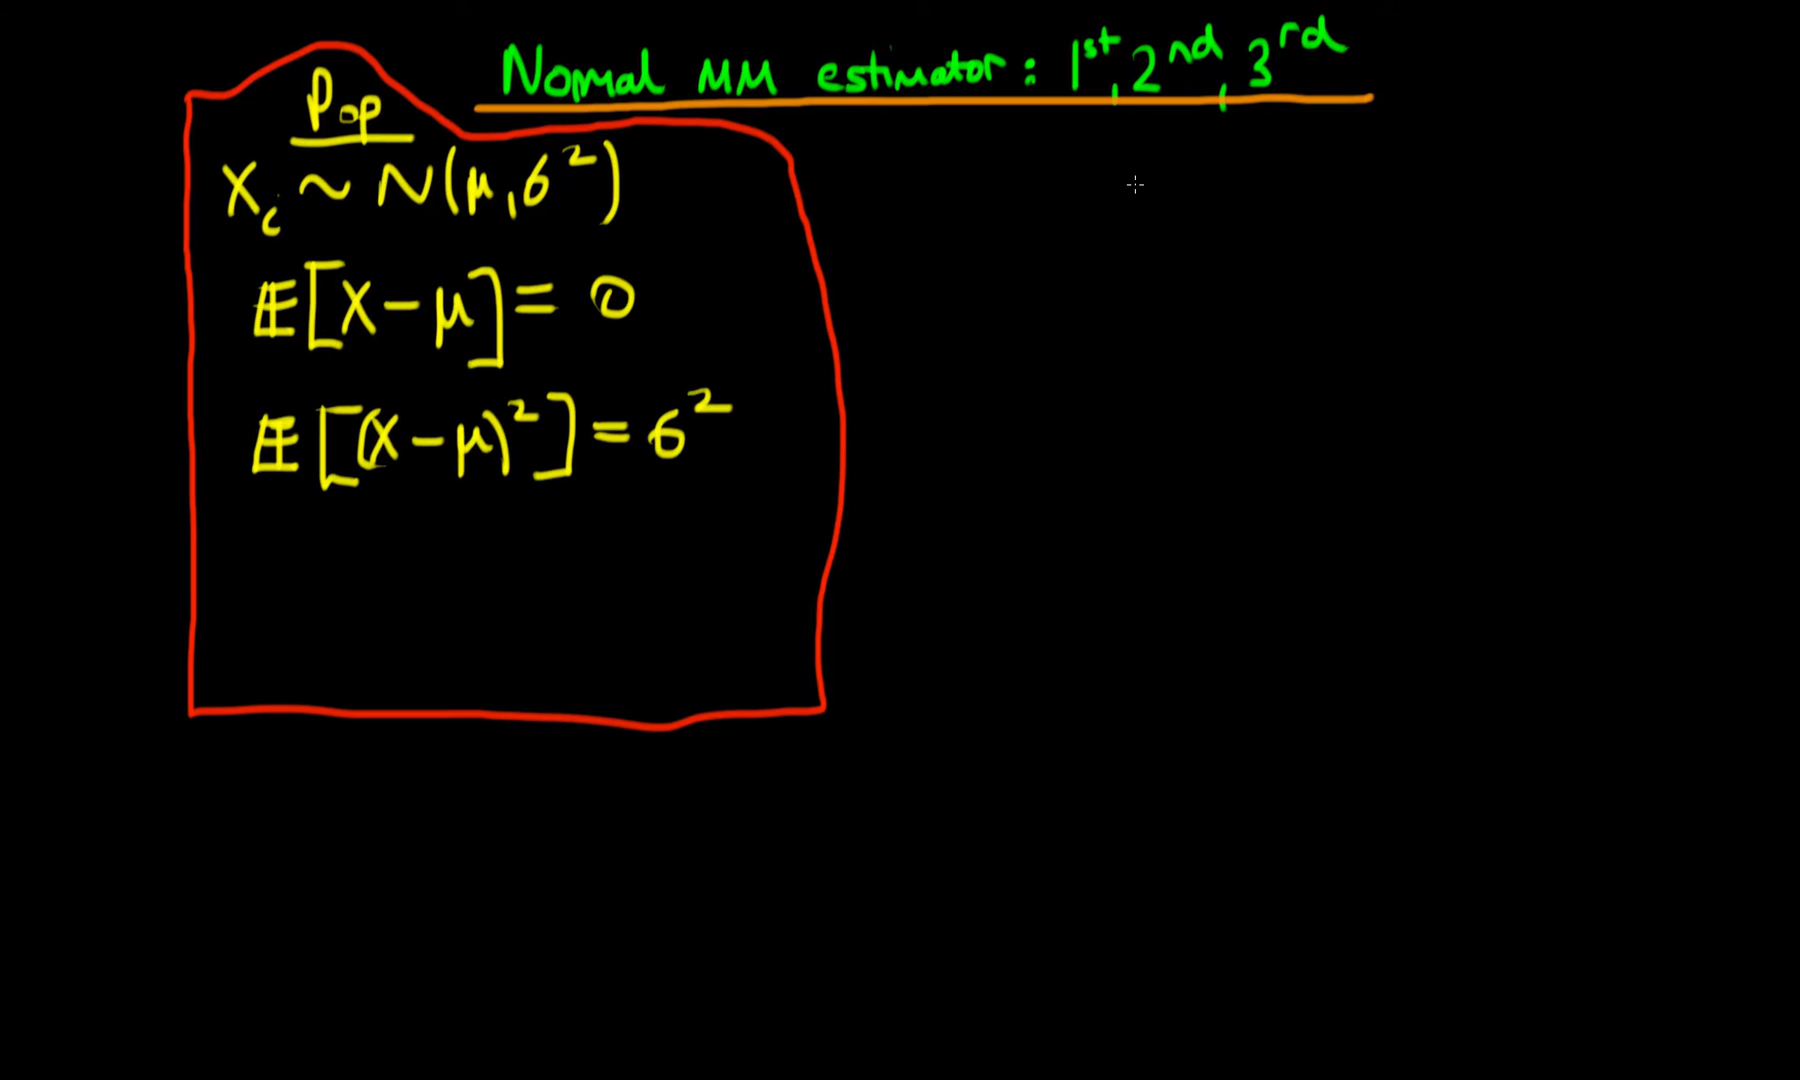 Normal MM estimator: 1st, 2nd, 3rd
Pop
Xi ~ N(μ, σ²)
E[X - μ] = 0
E[(X - μ)²] = σ²